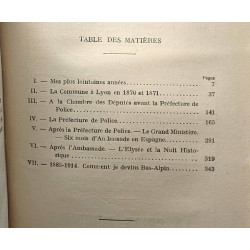 TABLE DES MATIÈRES
Pages
I. — Mes plus lointaines années. 7
II. — La Commune à Lyon en 1870 et 1871. 37
III. — A la Chambre des Députés avant la Préfecture de
Police. 141
IV. — La Préfecture de Police. 165
V. — Après la Préfecture de Police. — Le Grand Ministère.
— Six mois d'Ambassade en Espagne. 281
VI. — Après l'Ambassade. — L'Elysée et la Nuit His-
torique 319
VII. — 1885-1914. Comment je devins Bas-Alpin. 343